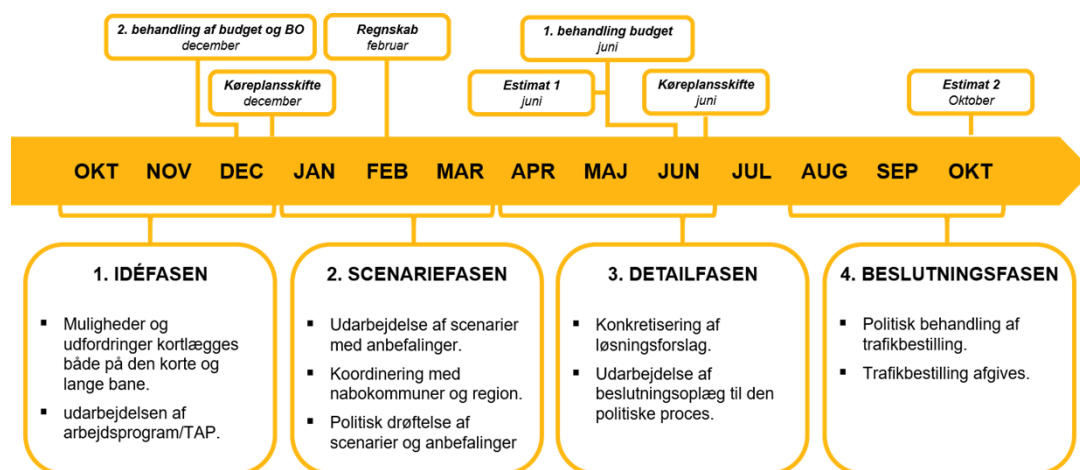 2. behandling af budget og BO
december
Regnskab
februar
1. behandling budget
juni
Køreplansskifte
december
Estimat 1
juni
Køreplansskifte
juni
Estimat 2
Oktober
OKT NOV DEC JAN FEB MAR APR MAJ JUN JUL AUG SEP OKT
1. IDÉFASEN
▪ Muligheder og
udfordringer kortlægges
både på den korte og
lange bane.
▪ udarbejdelsen af
arbejdsprogram/TAP.
2. SCENARIEFASEN
▪ Udarbejdelse af scenarier
med anbefalinger.
▪ Koordinering med
nabokommuner og region.
▪ Politisk drøftelse af
scenarier og anbefalinger
3. DETAILFASEN
▪ Konkretisering af
løsningsforslag.
▪ Udarbejdelse af
beslutningsoplæg til den
politiske proces.
4. BESLUTNINGSFASEN
▪ Politisk behandling af
trafikbestilling.
▪ Trafikbestilling afgives.